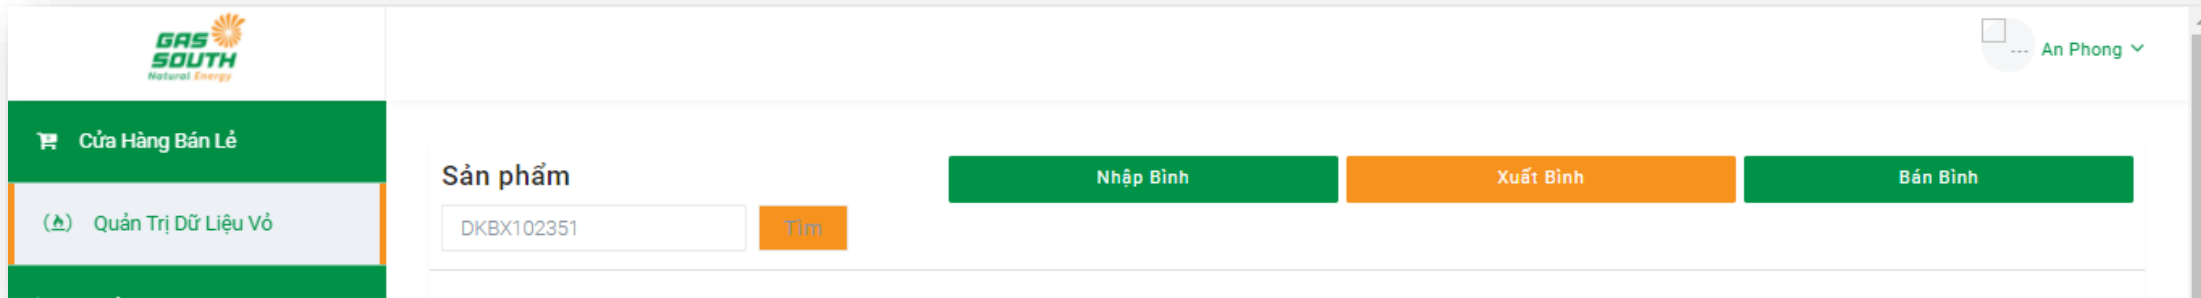 GAS
SOUTH
Natural Energy
An Phong
Cửa Hàng Bán Lẻ
Sản phẩm
Nhập Bình
Xuất Bình
Bán Bình
Quản Trị Dữ Liệu Vỏ
DKBX102351
Tìm